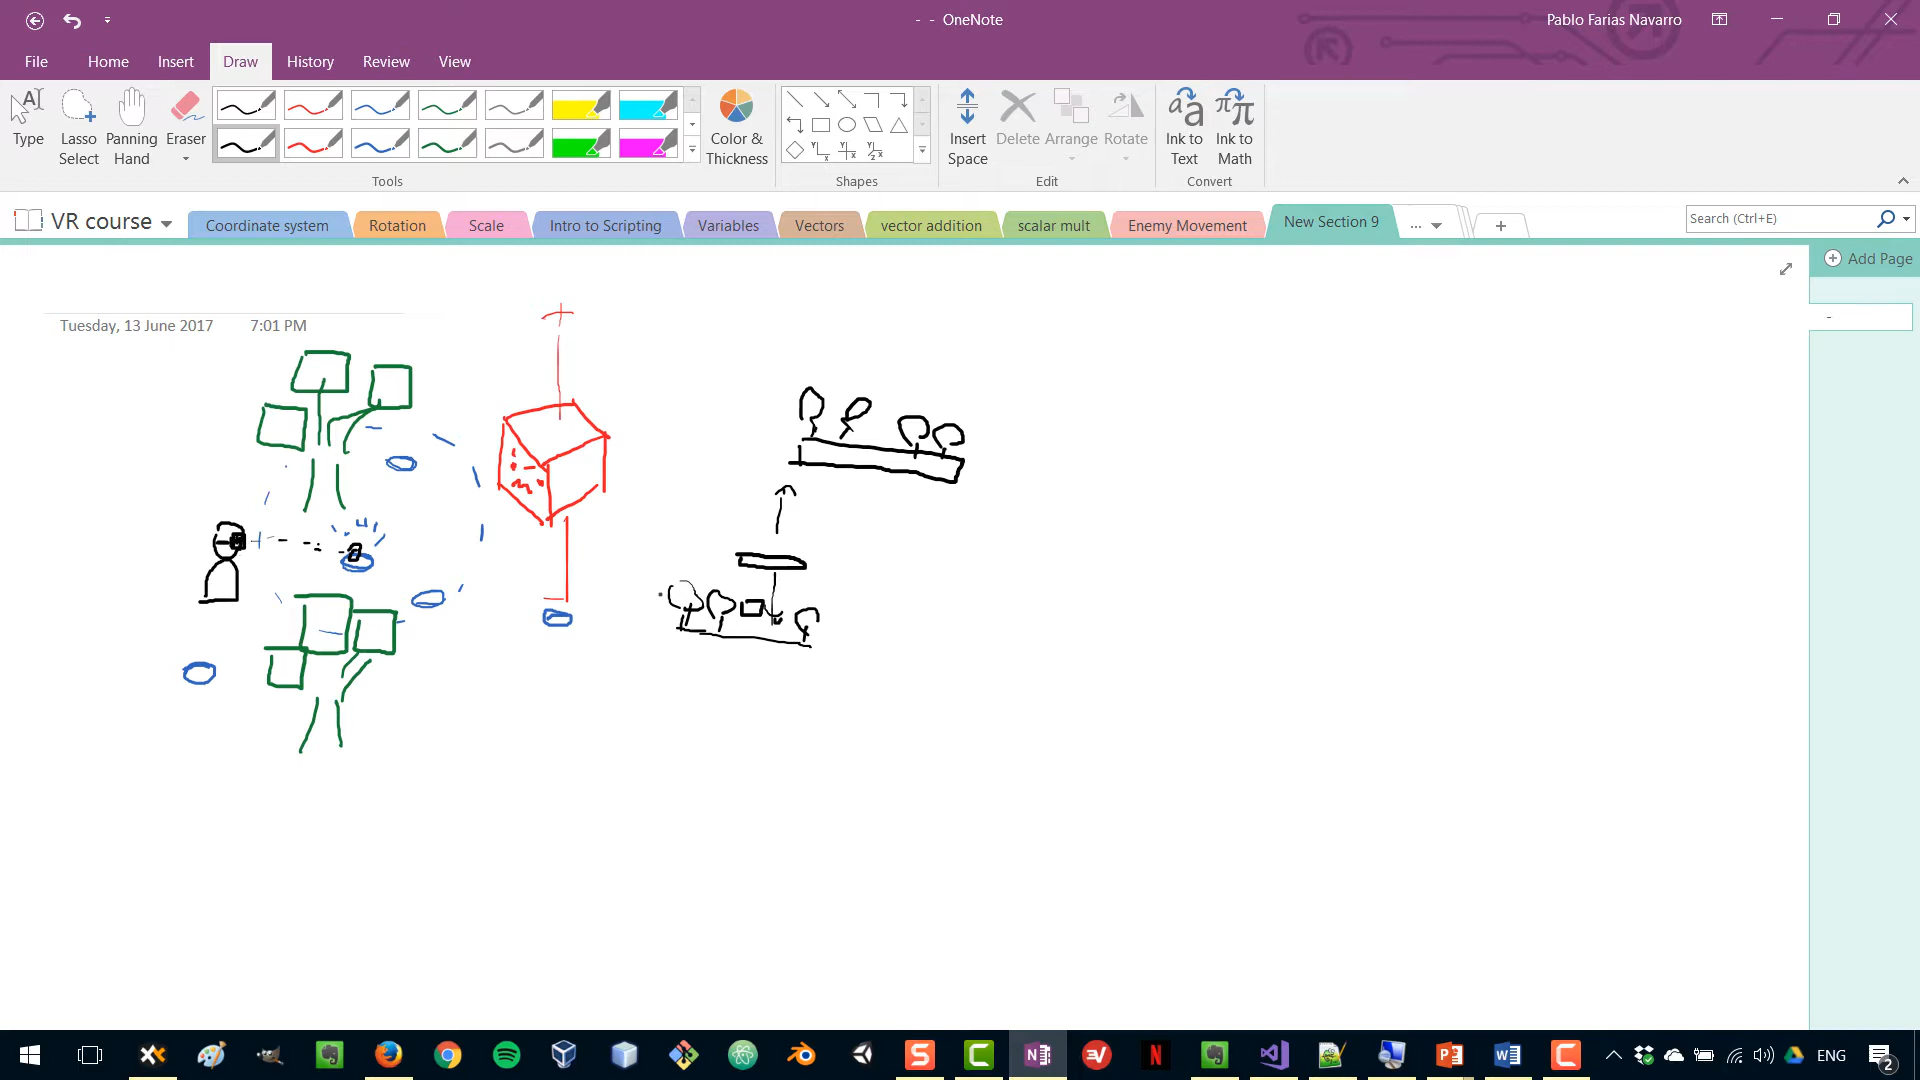 - - OneNote
Pablo Farias Navarro
File
Home
Insert
Draw
History
Review
View
Type
Lasso
Select
Panning
Hand
Eraser
Color &
Thickness
Insert
Space
Delete
Arrange
Rotate
Ink to
Text
Ink to
Math
Tools
Shapes
Edit
Convert
VR course
Coordinate system
Rotation
Scale
Intro to Scripting
Variables
Vectors
vector addition
scalar mult
Enemy Movement
New Section 9
...
Search (Ctrl+E)
Add Page
-
Tuesday, 13 June 2017
7:01 PM
ENG
2